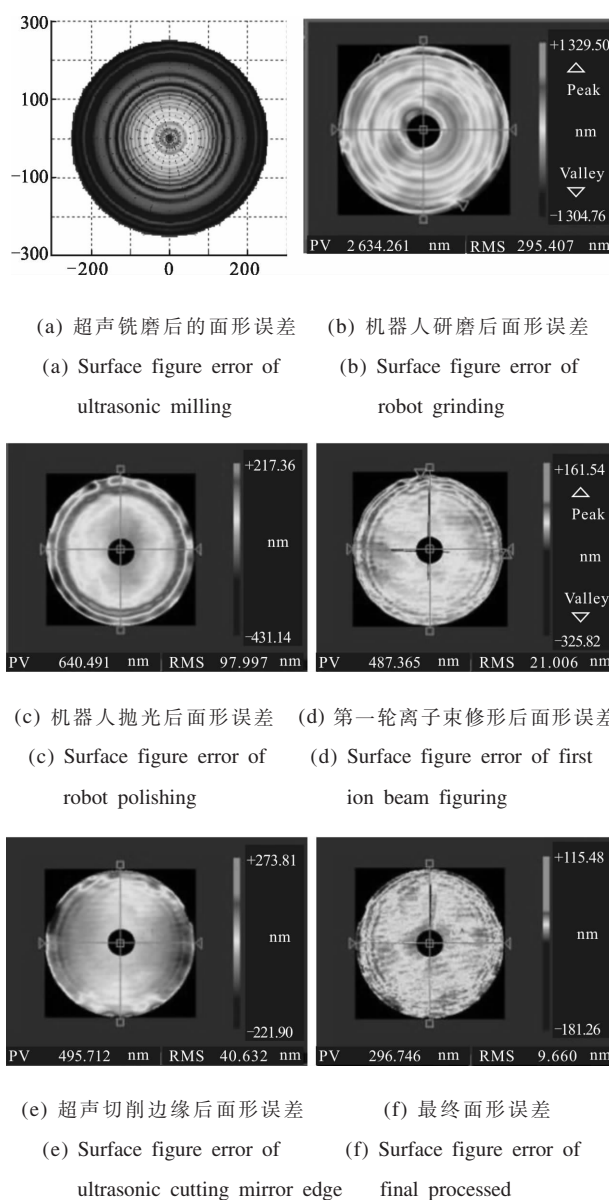 300
100
−100
−300
−200 0 200
+1 329.50
Peak
nm
Valley
−1 304.76
PV 2 634.261 nm RMS 295.407 nm
(a) 超声铣磨后的面形误差
(a) Surface figure error of
ultrasonic milling
(b) 机器人研磨后面形误差
(b) Surface figure error of
robot grinding
+217.36
nm
−431.14
PV 640.491 nm RMS 97.997 nm
+161.54
Peak
nm
Valley
−325.82
PV 487.365 nm RMS 21.006 nm
(c) 机器人抛光后面形误差
(c) Surface figure error of
robot polishing
(d) 第一轮离子束修形后面形误差
(d) Surface figure error of first
ion beam figuring
+273.81
nm
−221.90
PV 495.712 nm RMS 40.632 nm
+115.48
nm
−181.26
PV 296.746 nm RMS 9.660 nm
(e) 超声切削边缘后面形误差
(e) Surface figure error of
ultrasonic cutting mirror edge
(f) 最终面形误差
(f) Surface figure error of
final processed